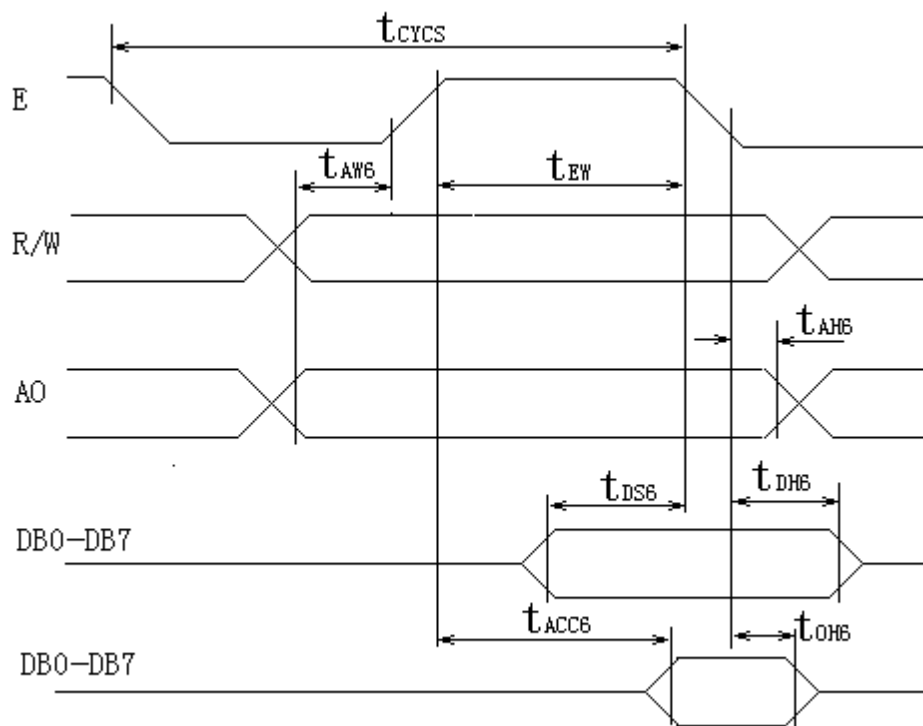 tCYCS
E
tAW6
tEW
R/W
tAH6
AO
tDS6
tDH6
DB0-DB7
tACC6
tOH6
DB0-DB7